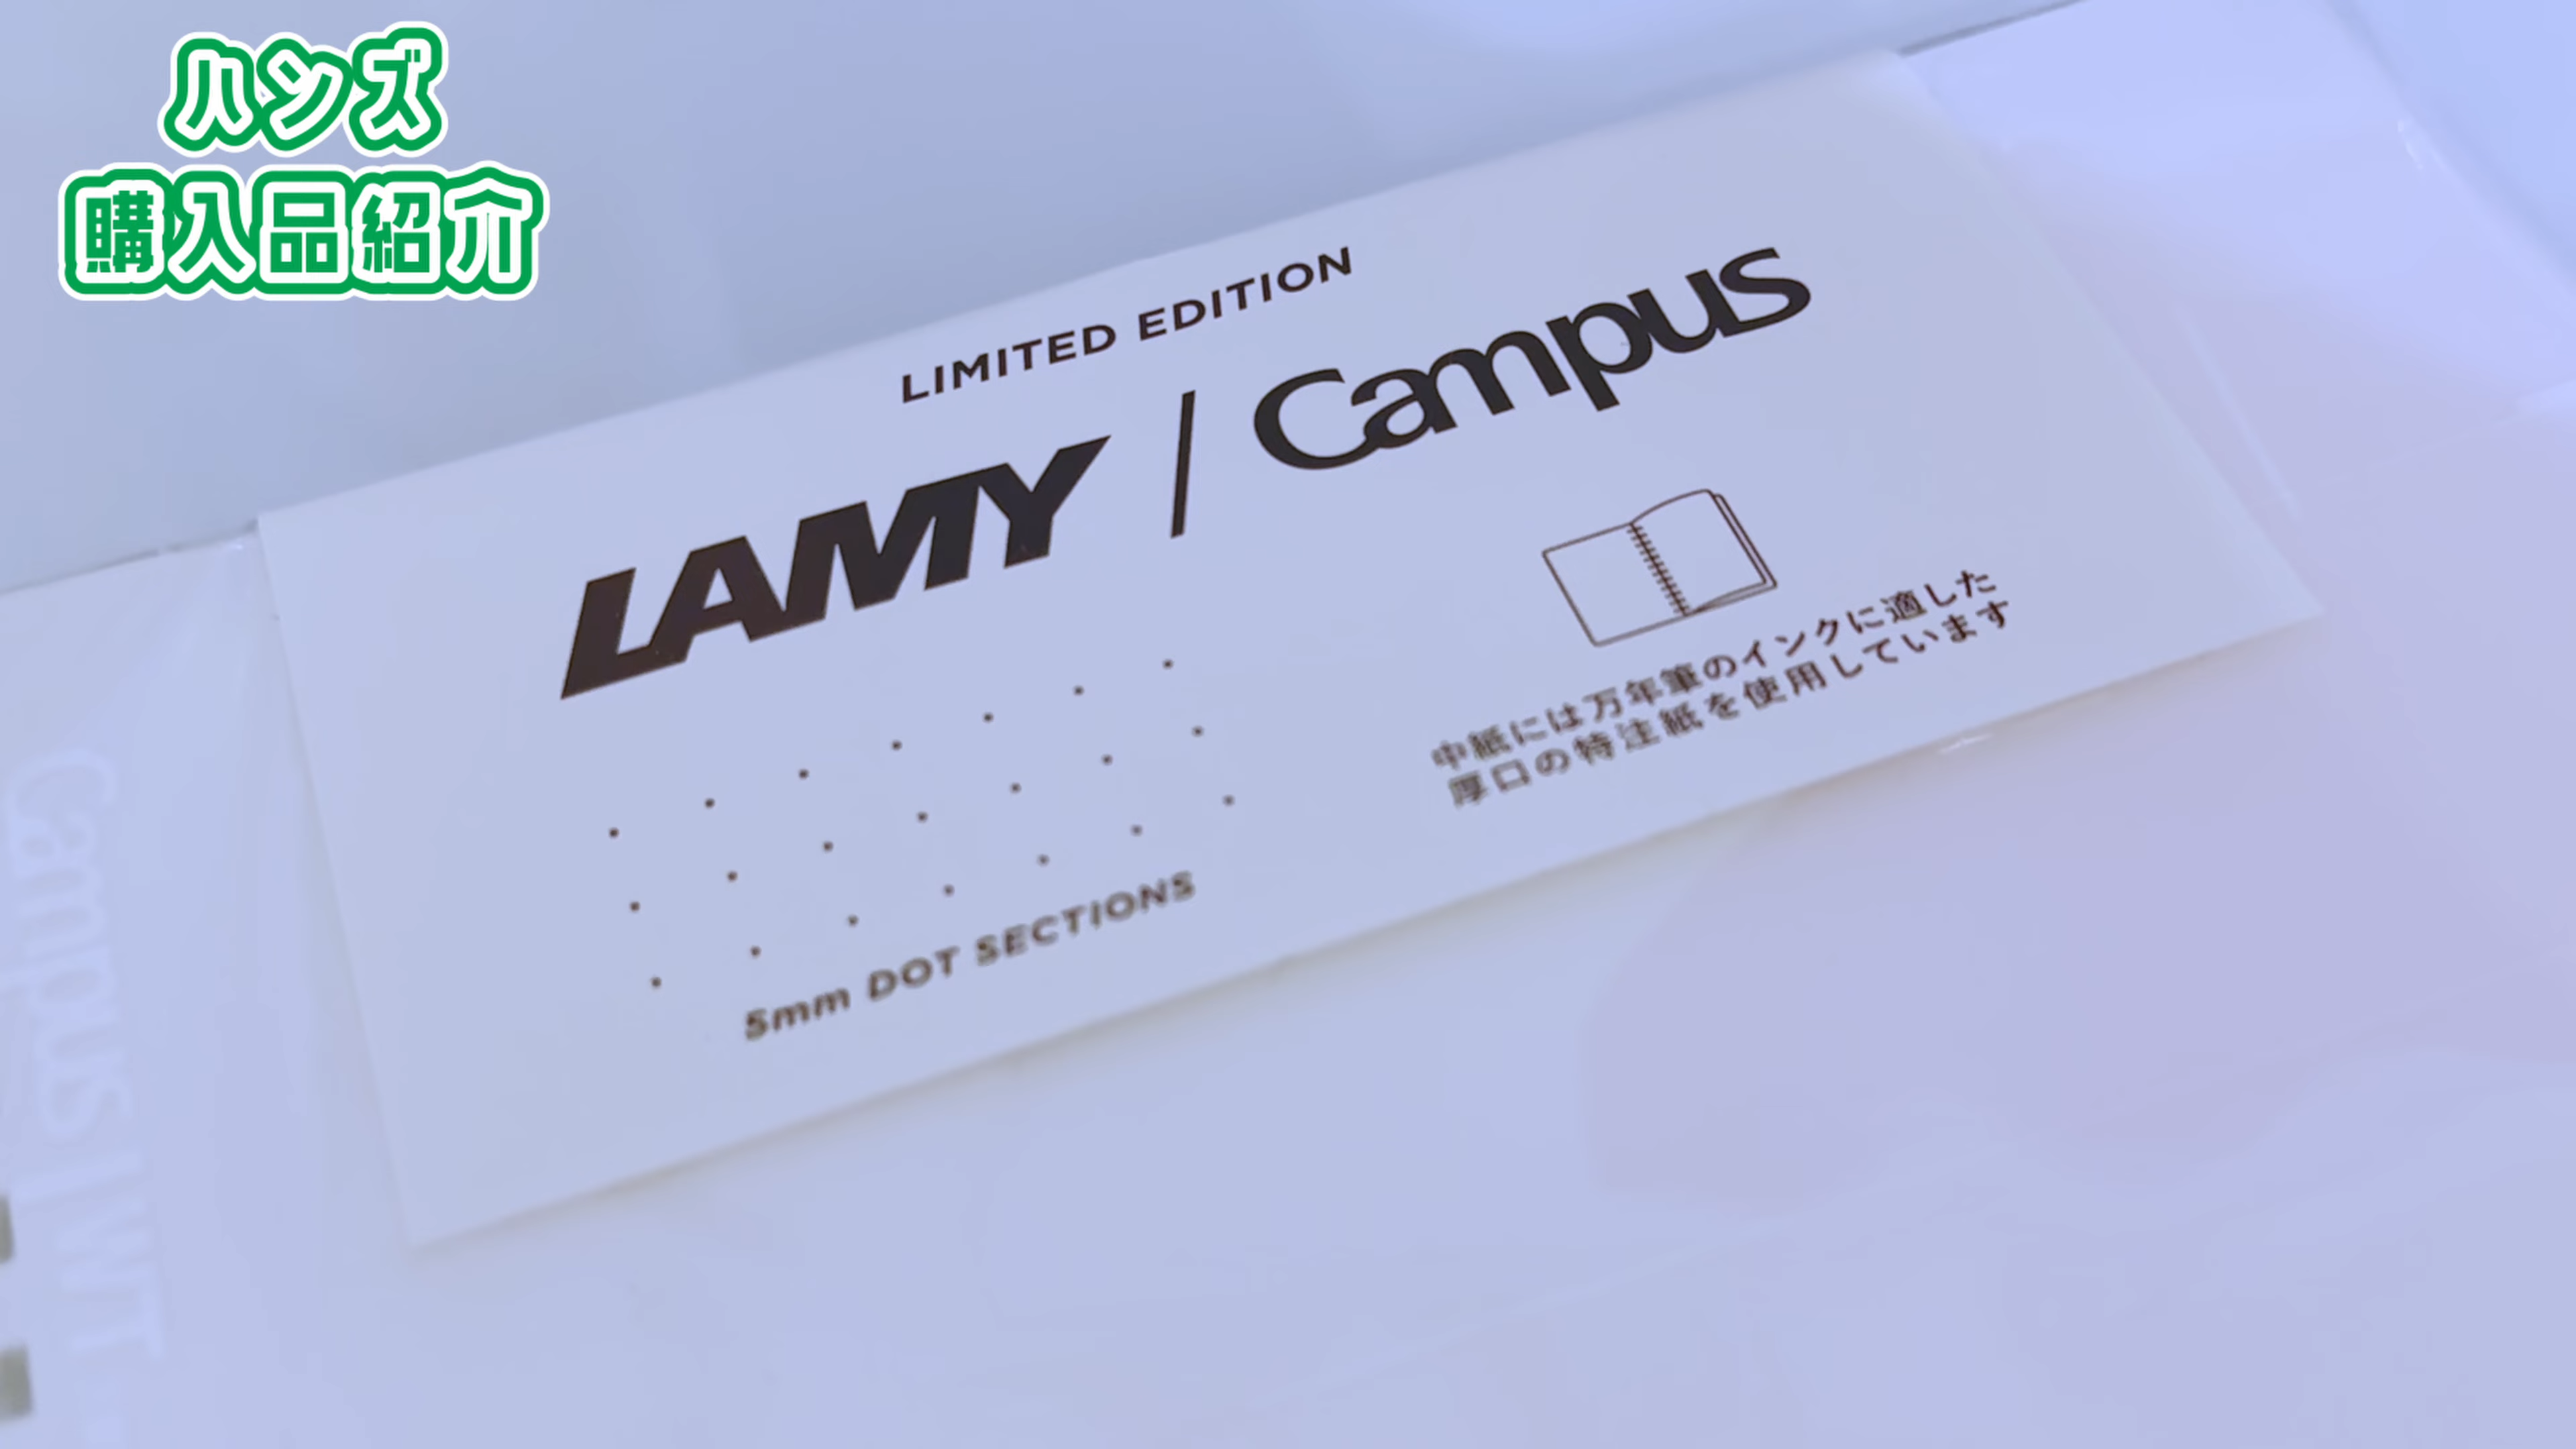 ハンズ
購入品紹介
LIMITED EDITION
LAMY / Campus
5mm DOT SECTIONS
中紙には万年筆のインクに適した
厚口の特注紙を使用しています
Campus